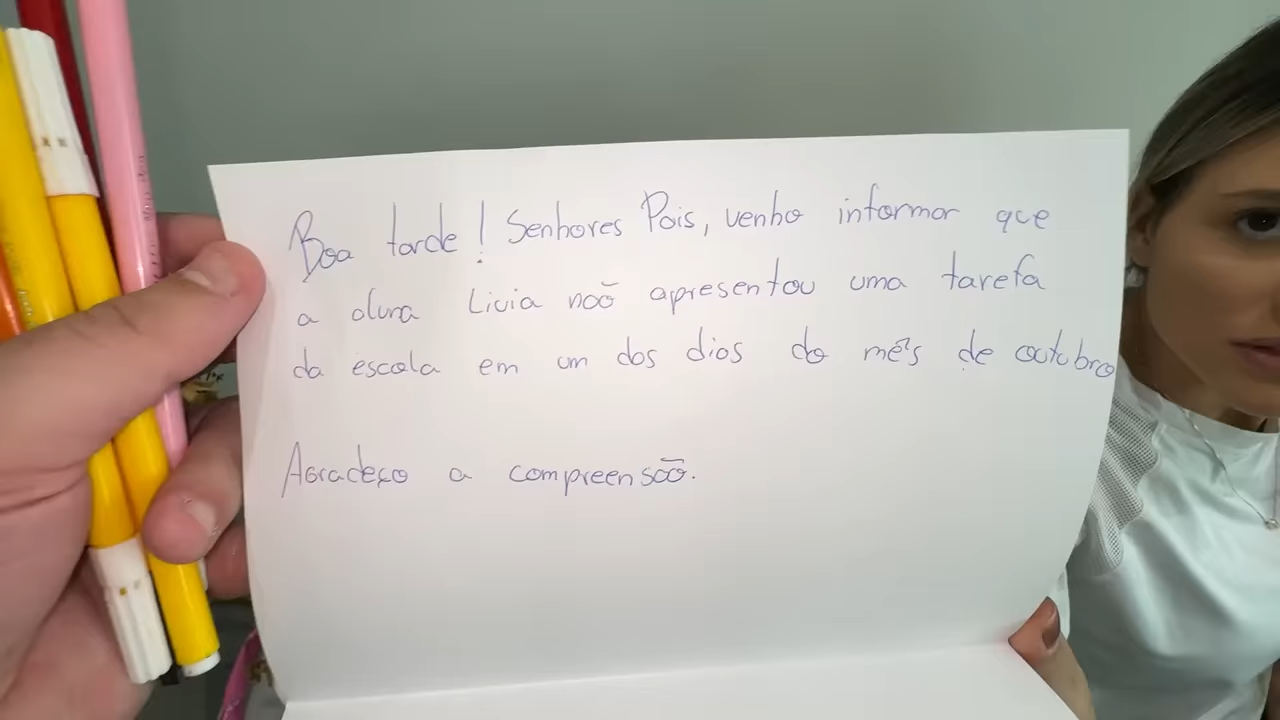 Boa tarde! Senhores Pais, venho informar que
a aluna Livia não apresentou uma tarefa
da escola em um dos dias do mês de outubro
Agradeço a compreensão.